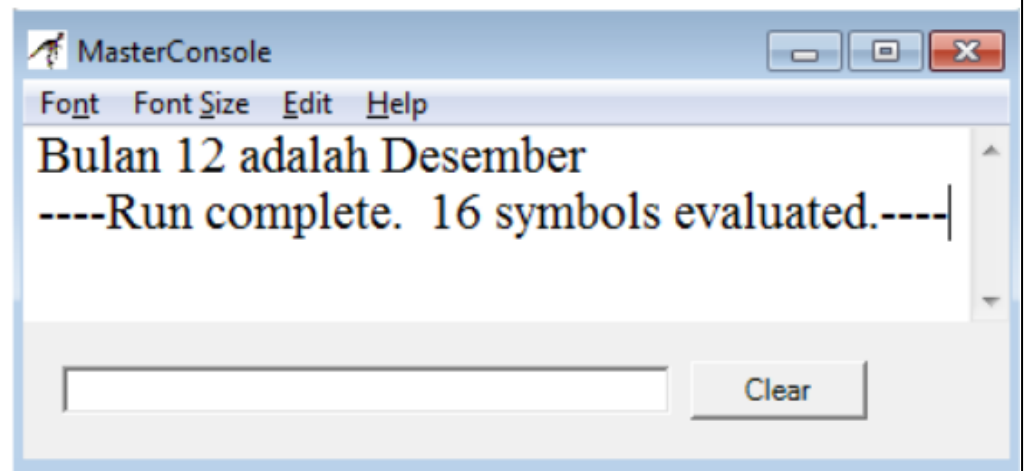 MasterConsole
Font Font Size Edit Help
Bulan 12 adalah Desember
----Run complete.  16 symbols evaluated.----
Clear